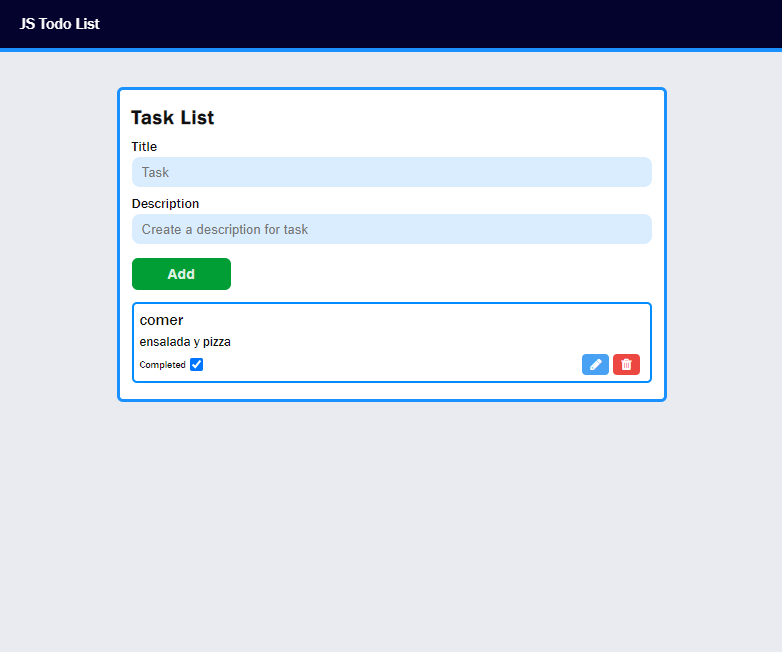 JS Todo List
Task List
Title
Task
Description
Create a description for task
Add
comer
ensalada y pizza
Completed